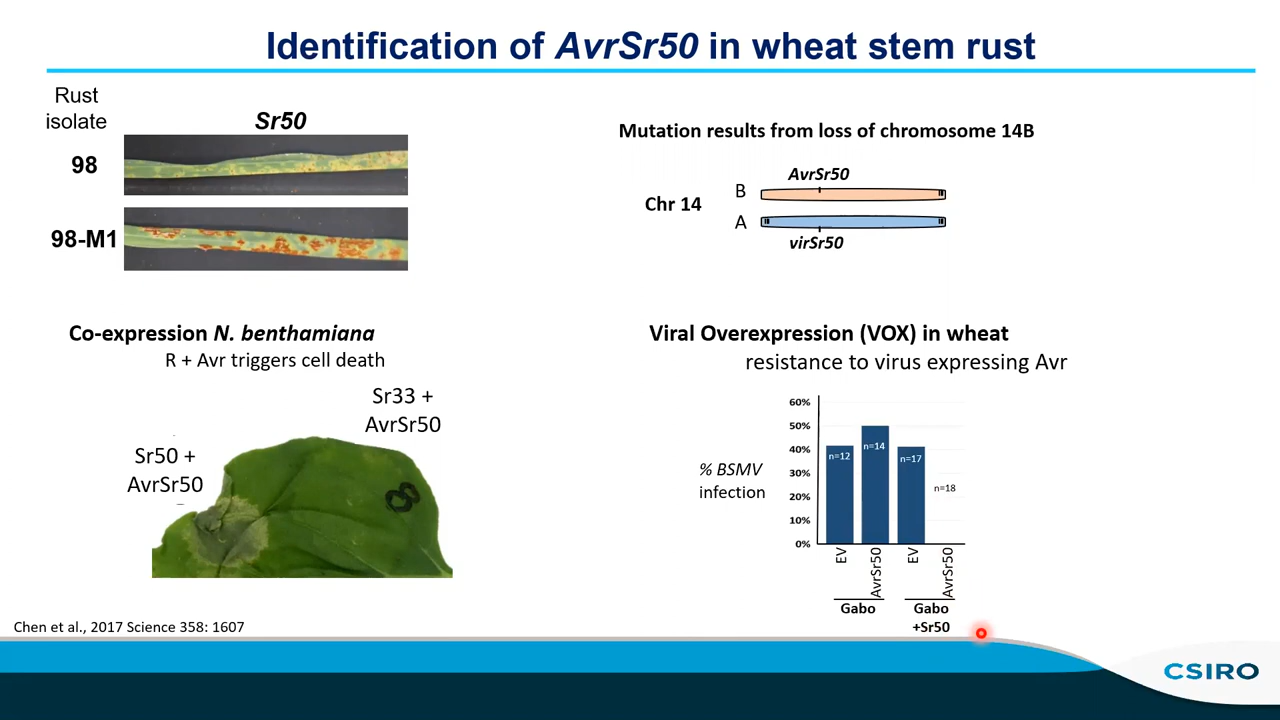 Identification of AvrSr50 in wheat stem rust
Rust
isolate
Sr50
98
98-M1
Mutation results from loss of chromosome 14B
AvrSr50
B
Chr 14
A
virSr50
Co-expression N. benthamiana
R + Avr triggers cell death
Sr33 +
AvrSr50
Sr50 +
AvrSr50
8
Viral Overexpression (VOX) in wheat
resistance to virus expressing Avr
% BSMV
infection
60%
50%
40%
30%
20%
10%
0%
n=12
n=14
n=17
n=18
EV
AvrSr50
EV
AvrSr50
Gabo
Gabo
+Sr50
Chen et al., 2017 Science 358: 1607
CSIRO